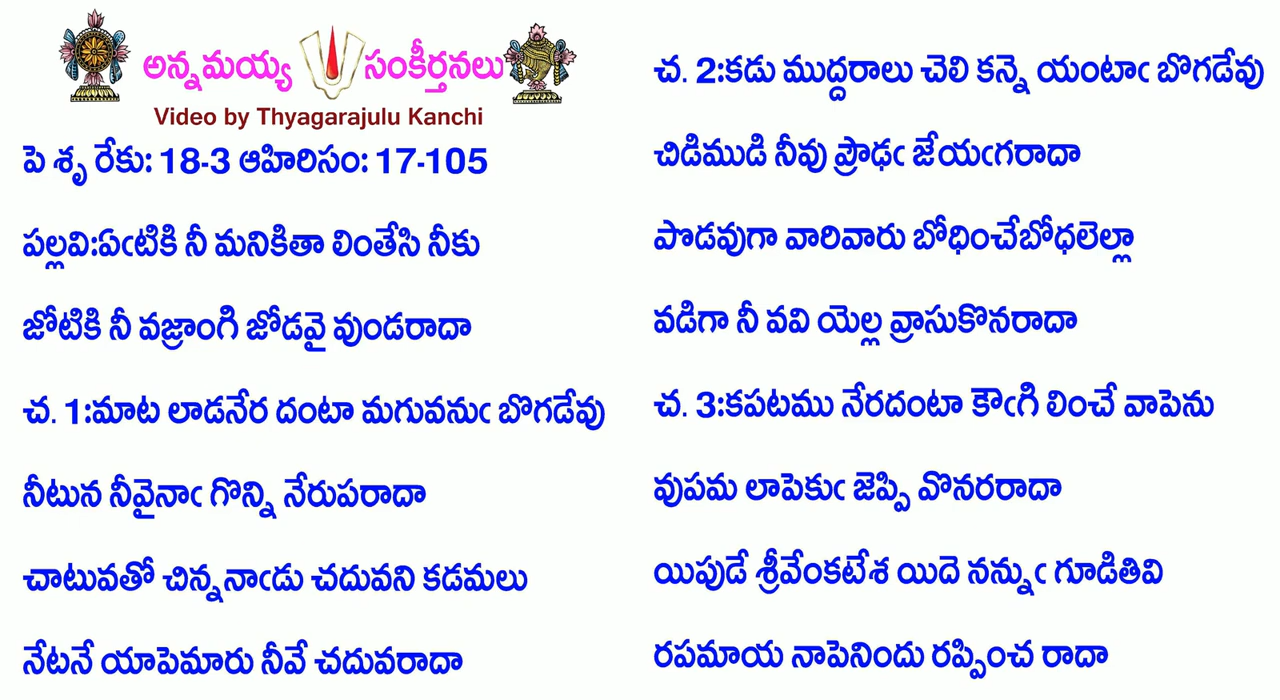 అన్నమయ్య సంకీర్తనలు
Video by Thyagarajulu Kanchi
పె శృ రేకు: 18-3 ఆహిరిసం: 17-105
పల్లవి:ఏఁటికి నీ మనికితా లింతేసి నీకు
జోటికి నీ వజ్రాంగి జోడవై వుండరాదా
చ. 1:మాట లాడనేర దంటా మగువనుఁ బొగడేవు
నీటున నీవైనాఁ గొన్ని నేరుపరాదా
చాటువతో చిన్ననాఁడు చదువని కడమలు
నేటనే యాపెమారు నీవే చదువరాదా
చ. 2:కడు ముద్దరాలు చెలి కన్నె యంటాఁ బొగడేవు
చిడిముడి నీవు ప్రౌఢఁ జేయఁగరాదా
పొడవుగా వారివారు బోధించేబోధలెల్లా
వడిగా నీ వవి యెల్ల వ్రాసుకొనరాదా
చ. 3:కపటము నేరదంటా కౌఁగి లించే వాపెను
వుపమ లాపెకుఁ జెప్పి వొనరరాదా
యిపుడే శ్రీవేంకటేశ యిదె నన్నుఁ గూడితివి
రపమాయ నాపెనిందు రప్పించ రాదా